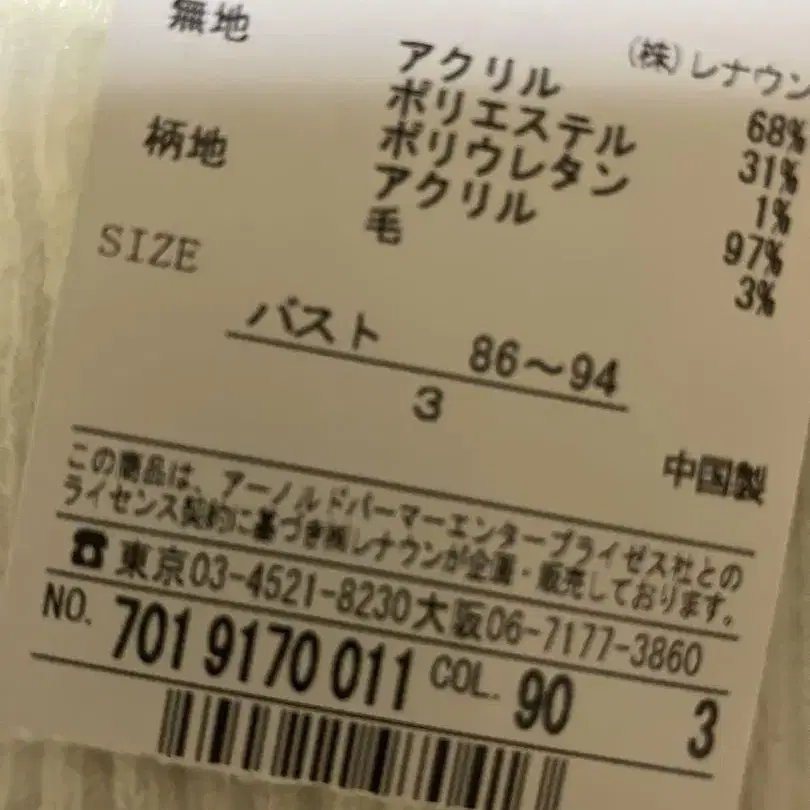 (株)レナウン
無地 アクリル 68%
ポリエステル 31%
ポリウレタン 1%
柄地 アクリル 97%
毛 3%
SIZE
バスト 86〜94
3
中国製
この商品は、アーノルドパーマーエンタープライゼス社との
ライセンス契約に基づき㈱レナウンが企画・販売しております。
☎東京03-4521-8230大阪06-7177-3860
NO. 701 9170 011 COL. 90 3